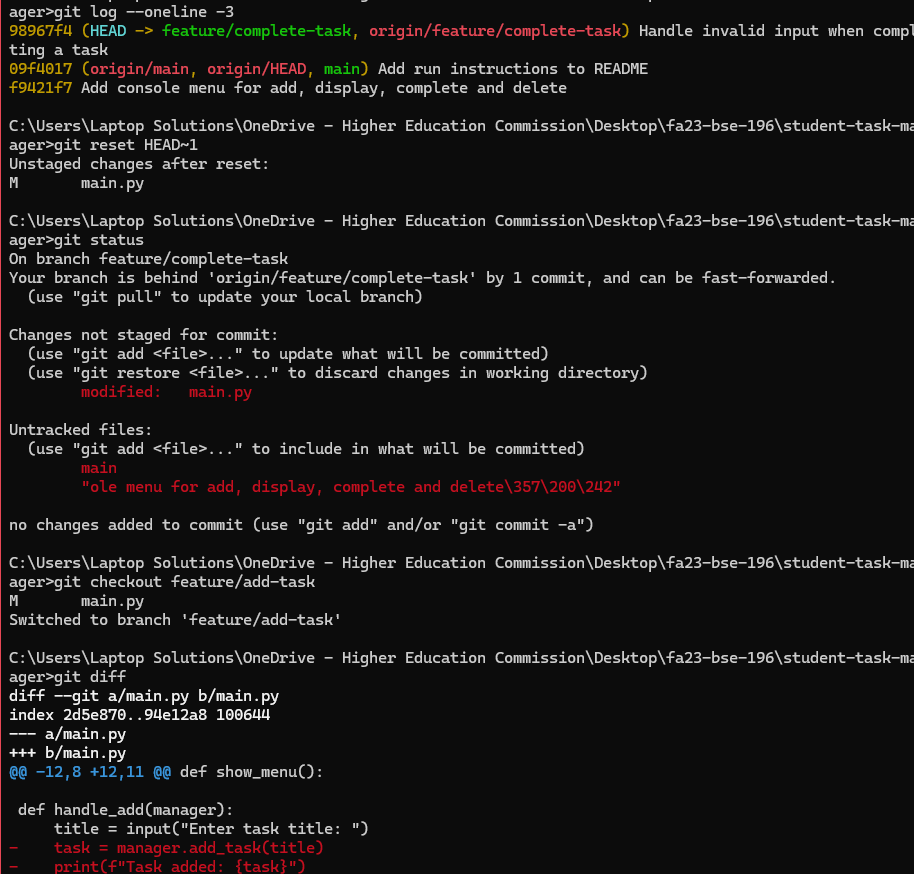 ager>git log --oneline -3
98967f4 (HEAD -> feature/complete-task, origin/feature/complete-task) Handle invalid input when compl
ting a task
09f4017 (origin/main, origin/HEAD, main) Add run instructions to README
f9421f7 Add console menu for add, display, complete and delete
C:\Users\Laptop Solutions\OneDrive - Higher Education Commission\Desktop\fa23-bse-196\student-task-ma
ager>git reset HEAD~1
Unstaged changes after reset:
M       main.py
C:\Users\Laptop Solutions\OneDrive - Higher Education Commission\Desktop\fa23-bse-196\student-task-ma
ager>git status
On branch feature/complete-task
Your branch is behind 'origin/feature/complete-task' by 1 commit, and can be fast-forwarded.
  (use "git pull" to update your local branch)
Changes not staged for commit:
  (use "git add <file>..." to update what will be committed)
  (use "git restore <file>..." to discard changes in working directory)
        modified:   main.py
Untracked files:
  (use "git add <file>..." to include in what will be committed)
        main
        "ole menu for add, display, complete and delete\357\200\242"
no changes added to commit (use "git add" and/or "git commit -a")
C:\Users\Laptop Solutions\OneDrive - Higher Education Commission\Desktop\fa23-bse-196\student-task-ma
ager>git checkout feature/add-task
M       main.py
Switched to branch 'feature/add-task'
C:\Users\Laptop Solutions\OneDrive - Higher Education Commission\Desktop\fa23-bse-196\student-task-ma
ager>git diff
diff --git a/main.py b/main.py
index 2d5e870..94e12a8 100644
--- a/main.py
+++ b/main.py
@@ -12,8 +12,11 @@ def show_menu():
 def handle_add(manager):
     title = input("Enter task title: ")
-    task = manager.add_task(title)
-    print(f"Task added: {task}")